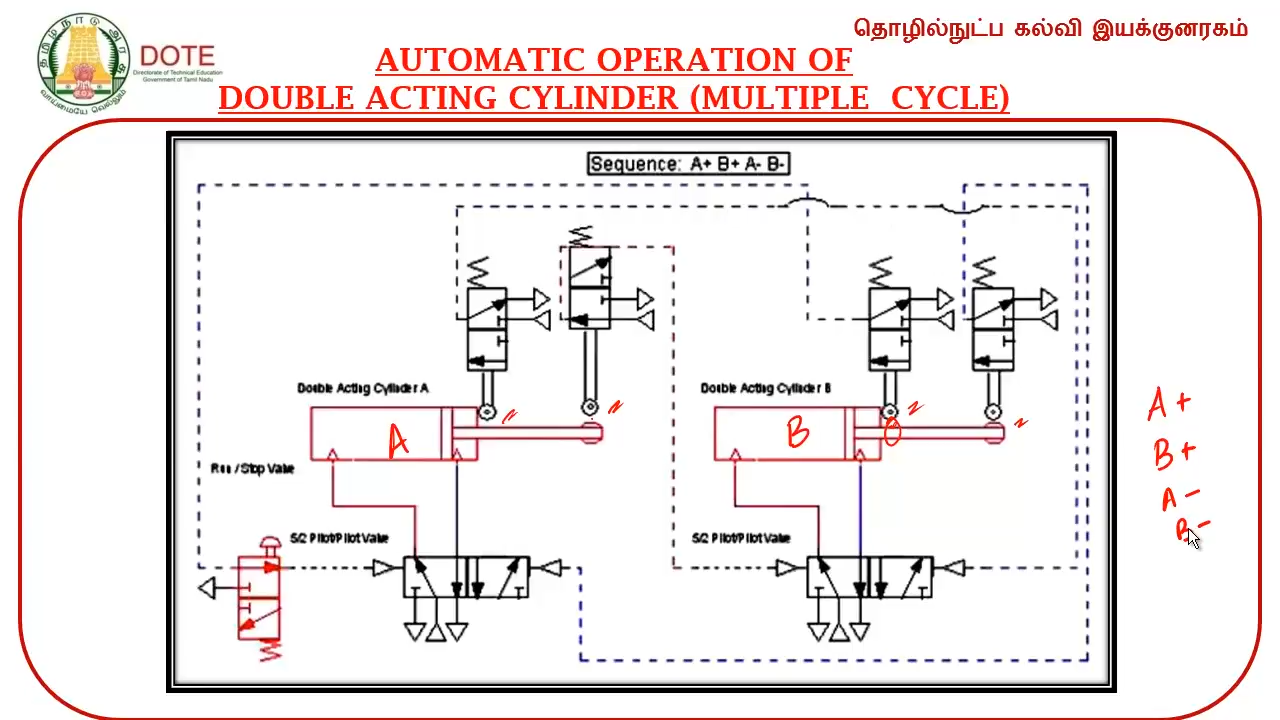 தொழில்நுட்ப கல்வி இயக்குனரகம்
தமிழ்நாடு அரசு
வாய்மையே வெல்லும்
DOTE
Directorate of Technical Education
Government of Tamil Nadu
AUTOMATIC OPERATION OF
DOUBLE ACTING CYLINDER (MULTIPLE CYCLE)
Sequence: A+ B+ A- B-
Double Acting Cylinder A
Double Acting Cylinder B
A
B
Run / Stop Valve
5/2 Pilot/Pilot Valve
5/2 Pilot/Pilot Valve
A +
B +
A -
B -